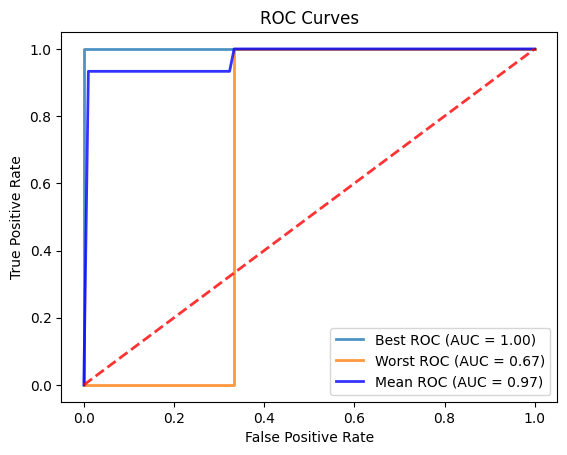 ROC Curves
True Positive Rate
1.0
0.8
0.6
0.4
0.2
0.0
Best ROC (AUC = 1.00)
Worst ROC (AUC = 0.67)
Mean ROC (AUC = 0.97)
0.0 0.2 0.4 0.6 0.8 1.0
False Positive Rate